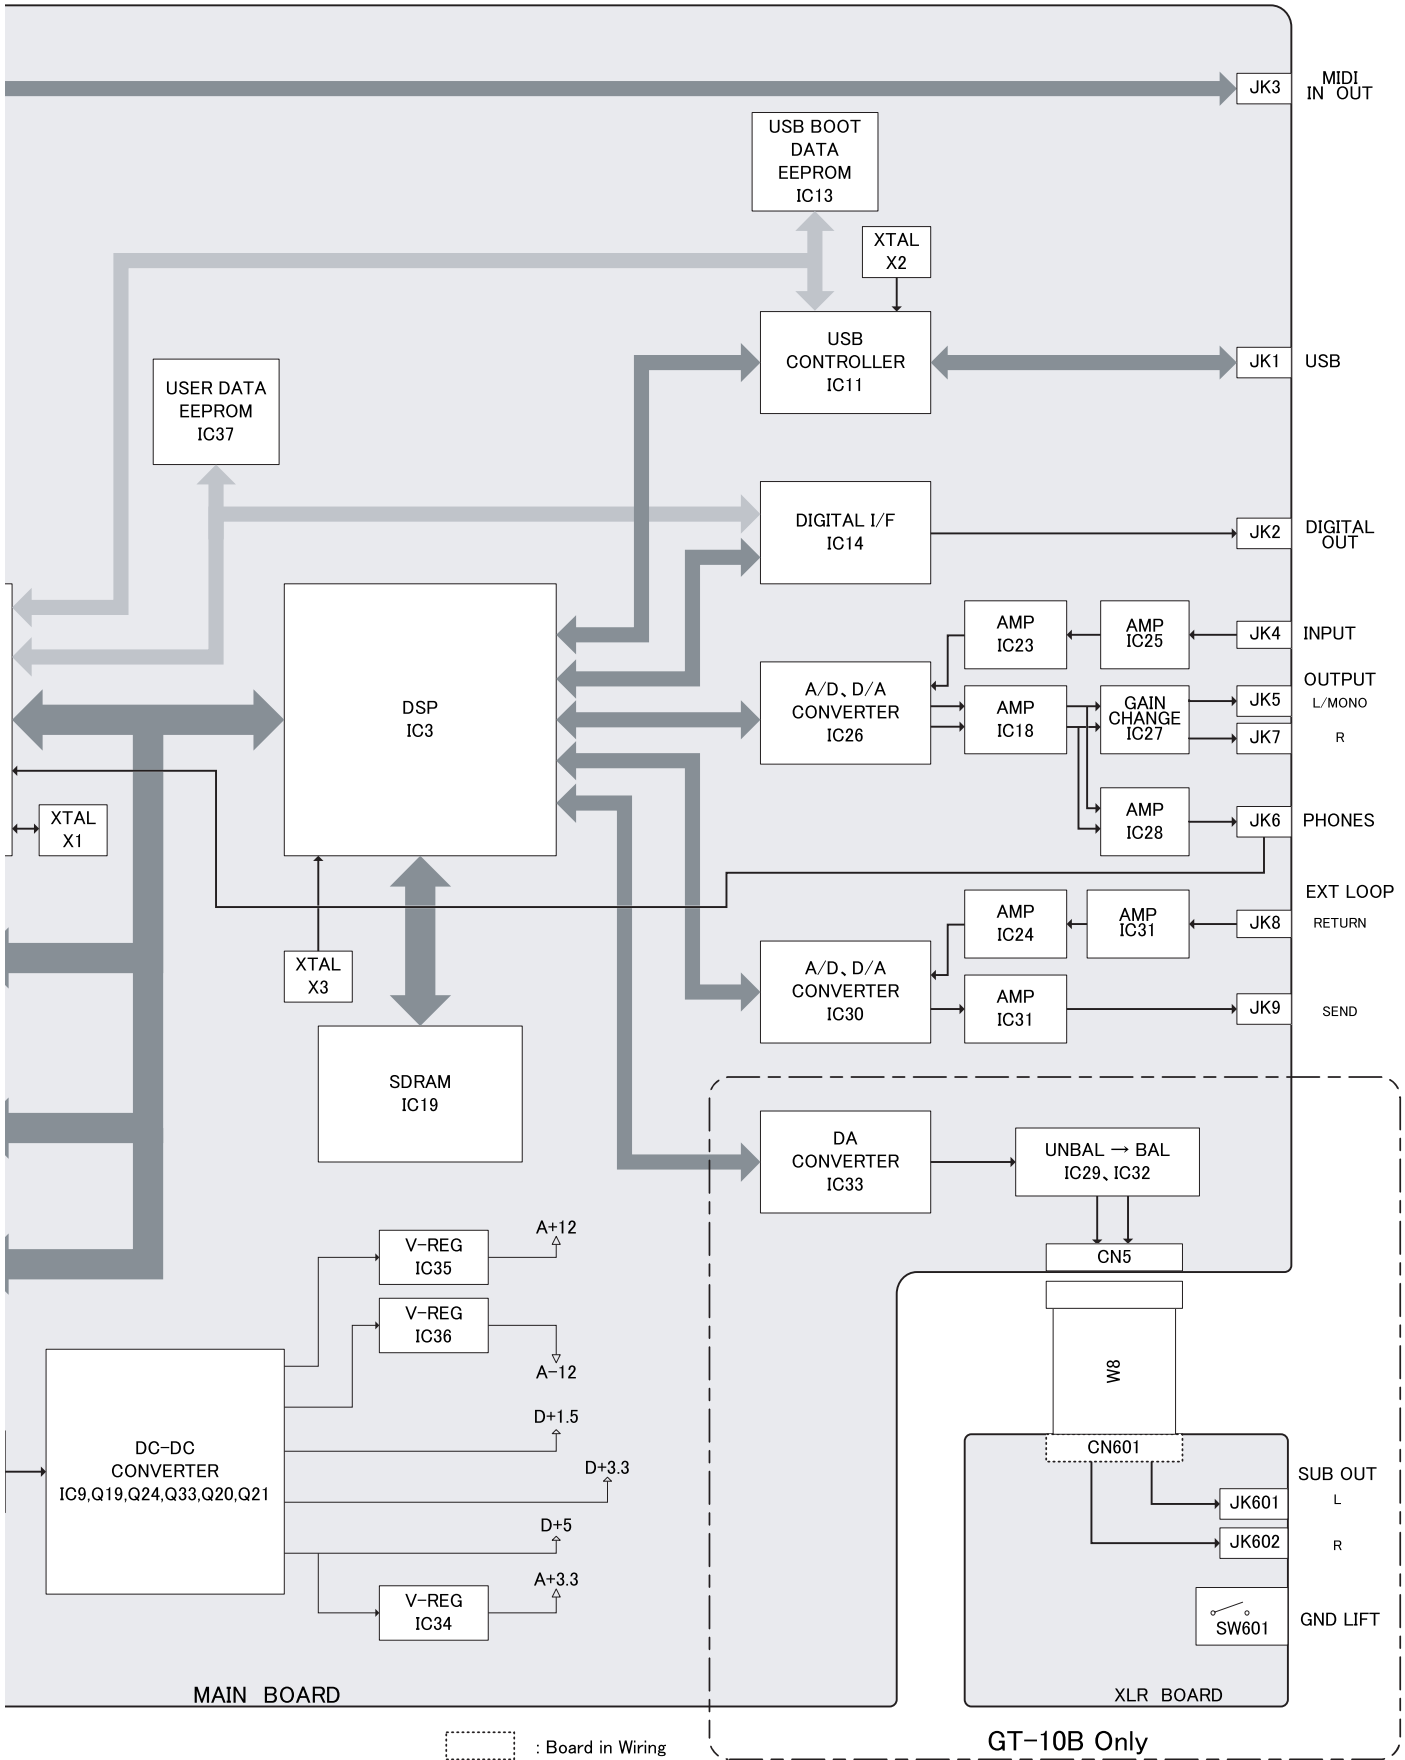 JK3
MIDI
IN OUT
USB BOOT
DATA
EEPROM
IC13
XTAL
X2
USB
CONTROLLER
IC11
JK1
USB
USER DATA
EEPROM
IC37
DIGITAL I/F
IC14
JK2
DIGITAL
OUT
AMP
IC23
AMP
IC25
JK4
INPUT
DSP
IC3
A/D、D/A
CONVERTER
IC26
AMP
IC18
GAIN
CHANGE
IC27
JK5
JK7
OUTPUT
L/MONO
R
XTAL
X1
AMP
IC28
JK6
PHONES
EXT LOOP
AMP
IC24
AMP
IC31
JK8
RETURN
XTAL
X3
A/D、D/A
CONVERTER
IC30
AMP
IC31
JK9
SEND
SDRAM
IC19
DA
CONVERTER
IC33
UNBAL → BAL
IC29、IC32
CN5
V-REG
IC35
A+12
V-REG
IC36
A-12
W8
DC-DC
CONVERTER
IC9,Q19,Q24,Q33,Q20,Q21
D+1.5
D+3.3
D+5
V-REG
IC34
A+3.3
CN601
SUB OUT
JK601
L
JK602
R
SW601
GND LIFT
MAIN BOARD
XLR BOARD
: Board in Wiring
GT-10B Only